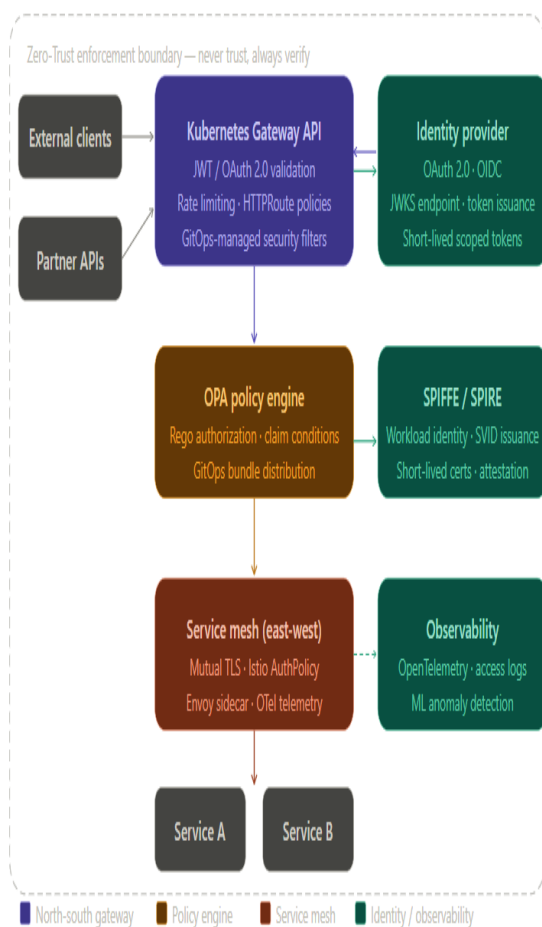 Zero-Trust enforcement boundary — never trust, always verify
External clients
Partner APIs
Kubernetes Gateway API
JWT / OAuth 2.0 validation
Rate limiting · HTTPRoute policies
GitOps-managed security filters
Identity provider
OAuth 2.0 · OIDC
JWKS endpoint · token issuance
Short-lived scoped tokens
OPA policy engine
Rego authorization · claim conditions
GitOps bundle distribution
SPIFFE / SPIRE
Workload identity · SVID issuance
Short-lived certs · attestation
Service mesh (east-west)
Mutual TLS · Istio AuthPolicy
Envoy sidecar · OTel telemetry
Observability
OpenTelemetry · access logs
ML anomaly detection
Service A
Service B
North-south gateway
Policy engine
Service mesh
Identity / observability